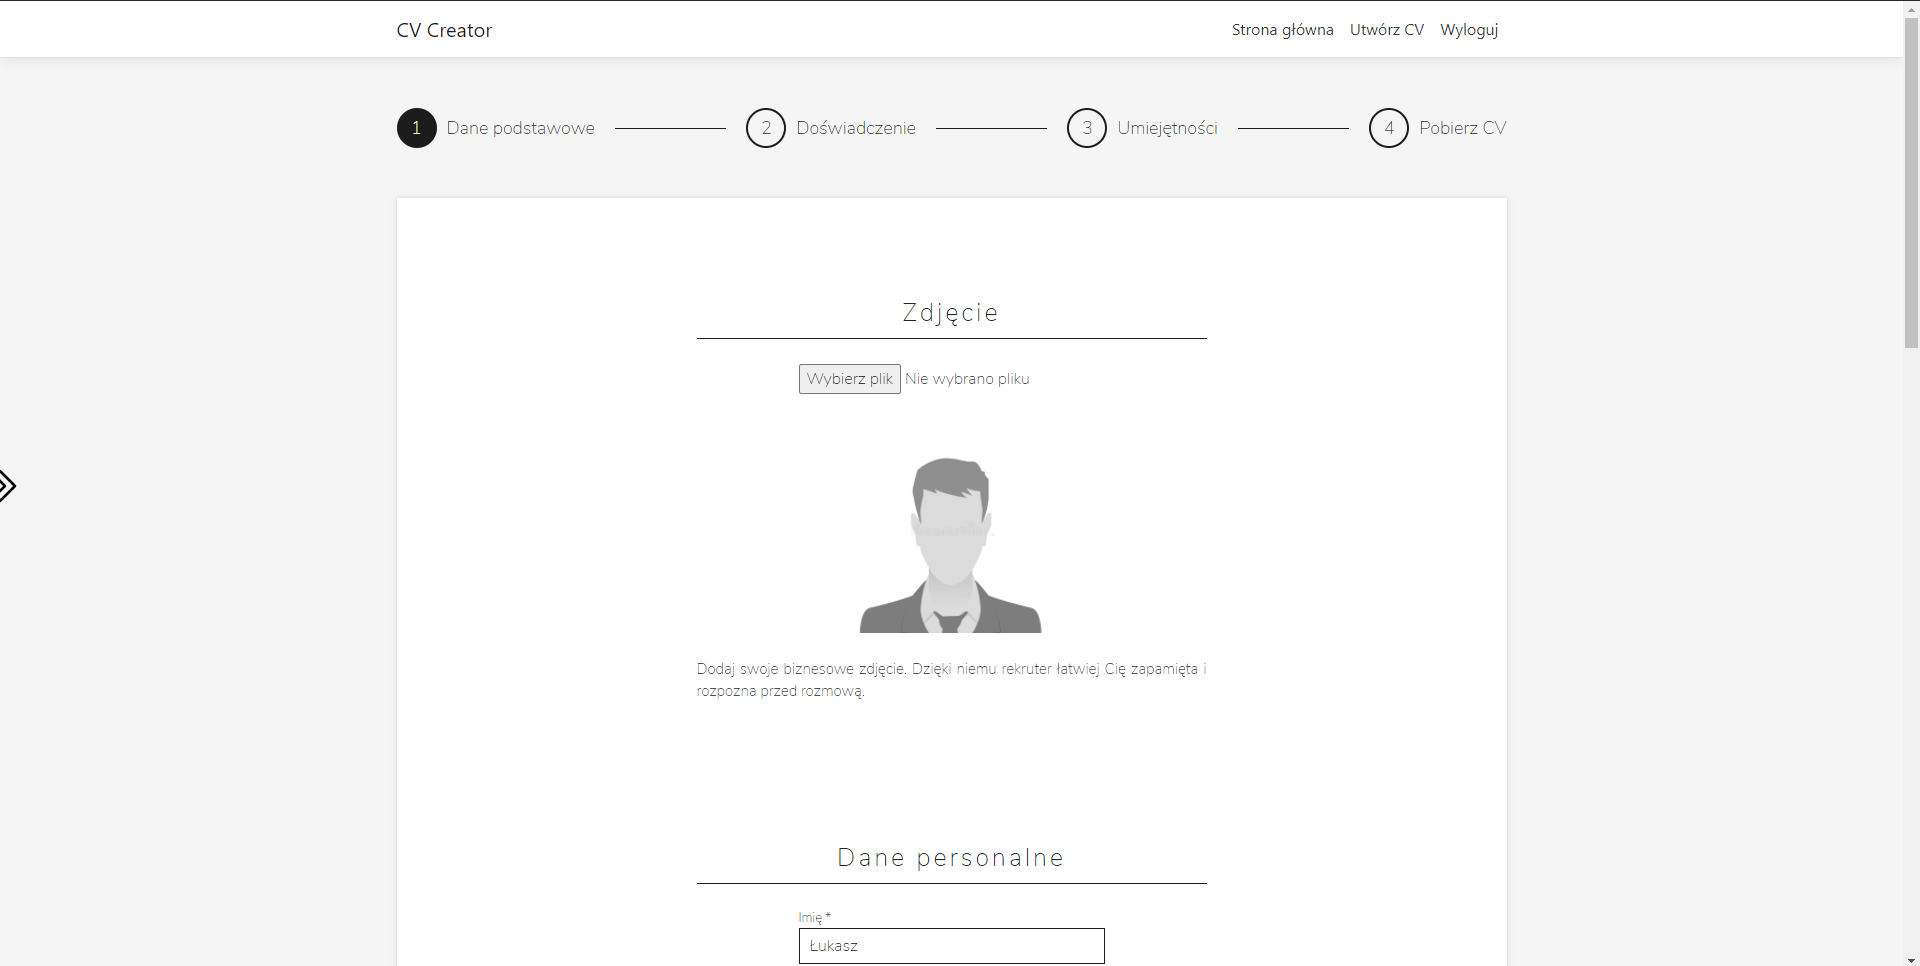 CV Creator
Strona główna Utwórz CV Wyloguj
1 Dane podstawowe 2 Doświadczenie 3 Umiejętności 4 Pobierz CV
Zdjęcie
Wybierz plik Nie wybrano pliku
Dodaj swoje biznesowe zdjęcie. Dzięki niemu rekruter łatwiej Cię zapamięta i
rozpozna przed rozmową.
Dane personalne
Imię *
Łukasz